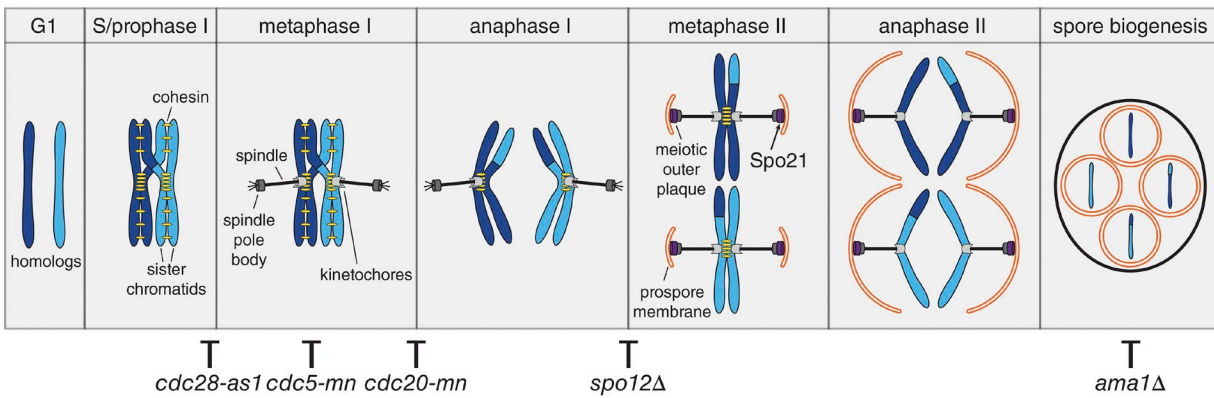 G1
S/prophase I
metaphase I
anaphase I
metaphase II
anaphase II
spore biogenesis
homologs
cohesin
sister
chromatids
spindle
spindle
pole
body
kinetochores
meiotic
outer
plaque
Spo21
prospore
membrane
cdc28-as1
cdc5-mn
cdc20-mn
spo12Δ
ama1Δ